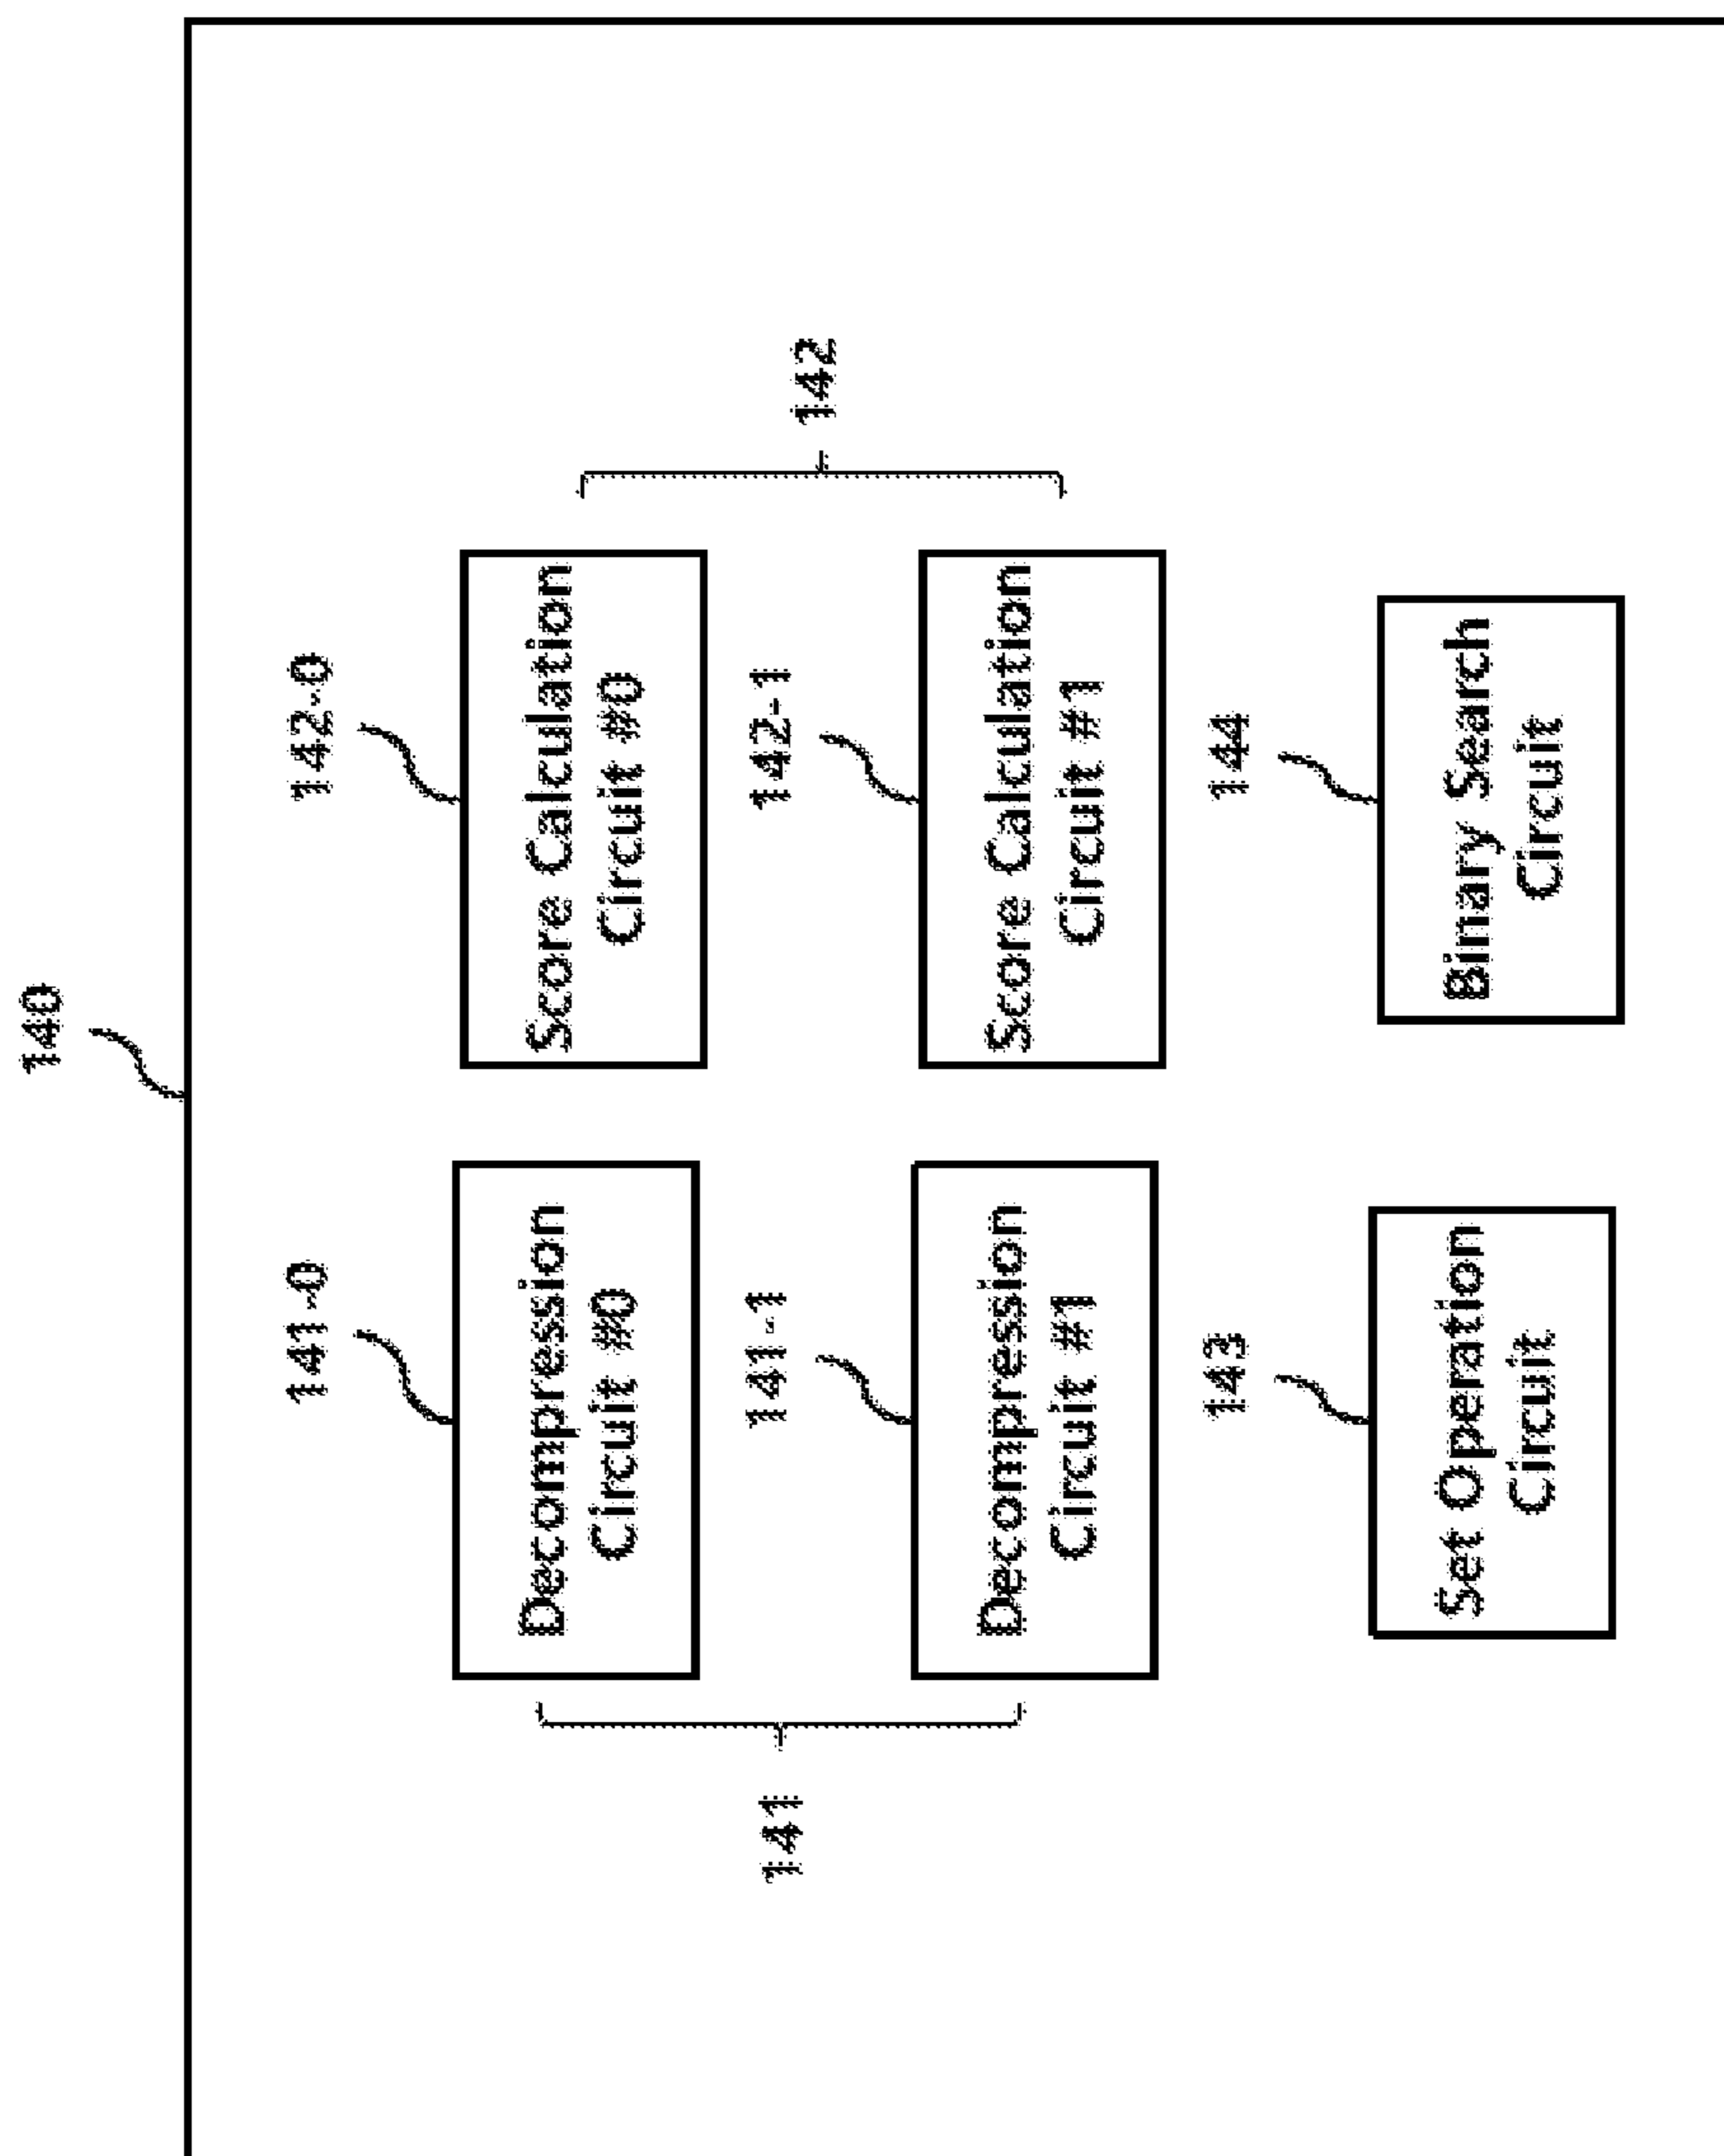 140
141-0
142-0
Decompression
Circuit #0
Score Calculation
Circuit #0
141
142
141-1
142-1
Decompression
Circuit #1
Score Calculation
Circuit #1
143
144
Set Operation
Circuit
Binary Search
Circuit